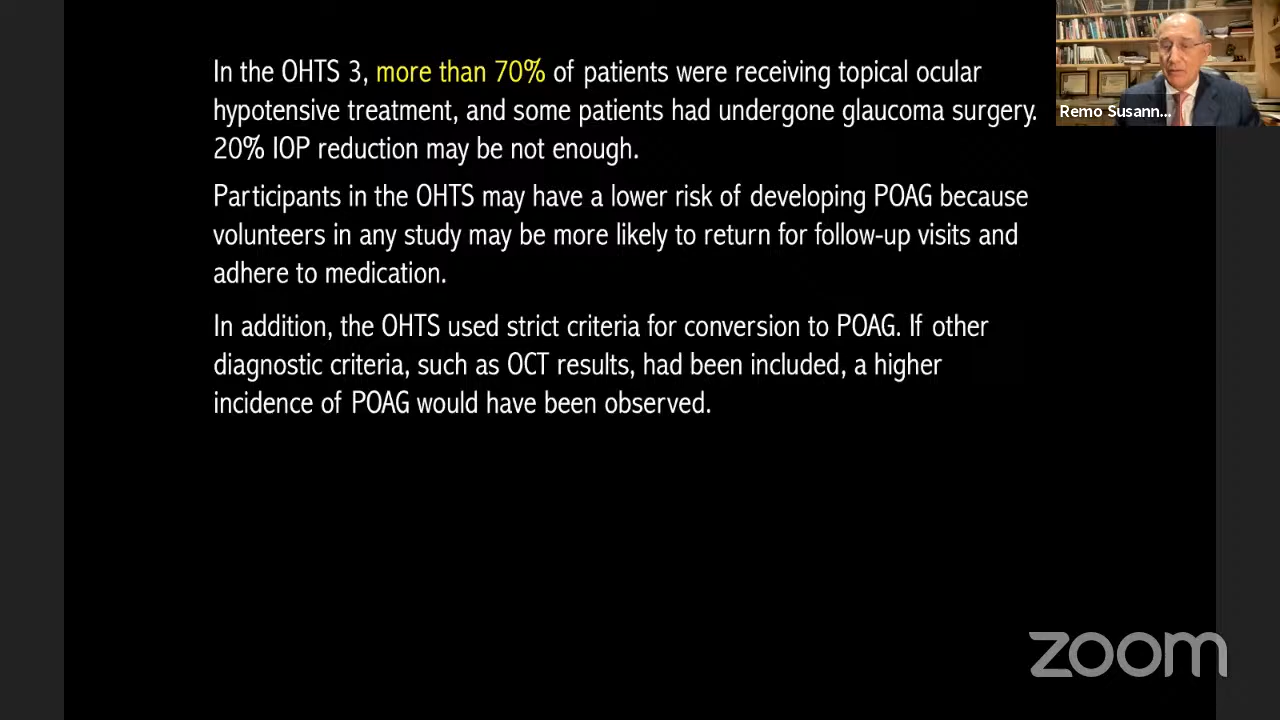 In the OHTS 3, more than 70% of patients were receiving topical ocular
hypotensive treatment, and some patients had undergone glaucoma surgery.
20% IOP reduction may be not enough.
Participants in the OHTS may have a lower risk of developing POAG because
volunteers in any study may be more likely to return for follow-up visits and
adhere to medication.
In addition, the OHTS used strict criteria for conversion to POAG. If other
diagnostic criteria, such as OCT results, had been included, a higher
incidence of POAG would have been observed.
Remo Susann...
zoom